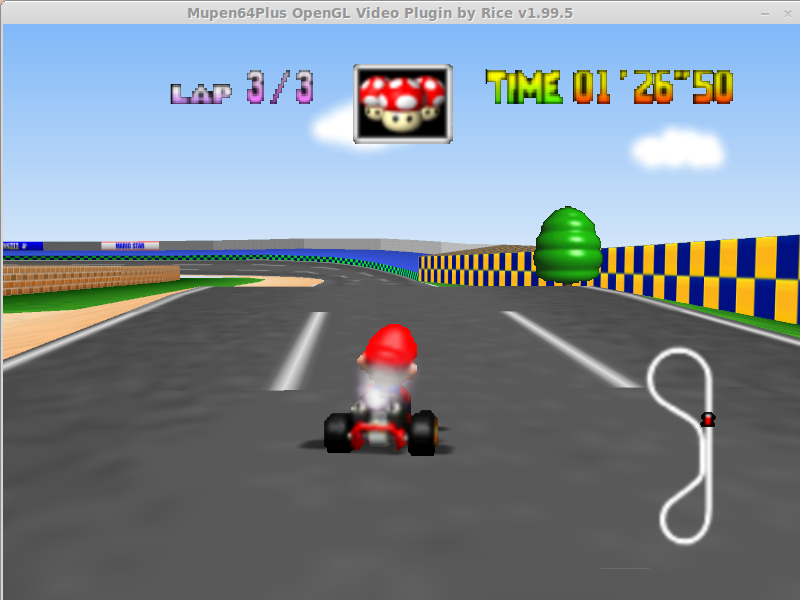 Mupen64Plus OpenGL Video Plugin by Rice v1.99.5
LAP 3/3
TIME 01'26"50
MARIO STAR